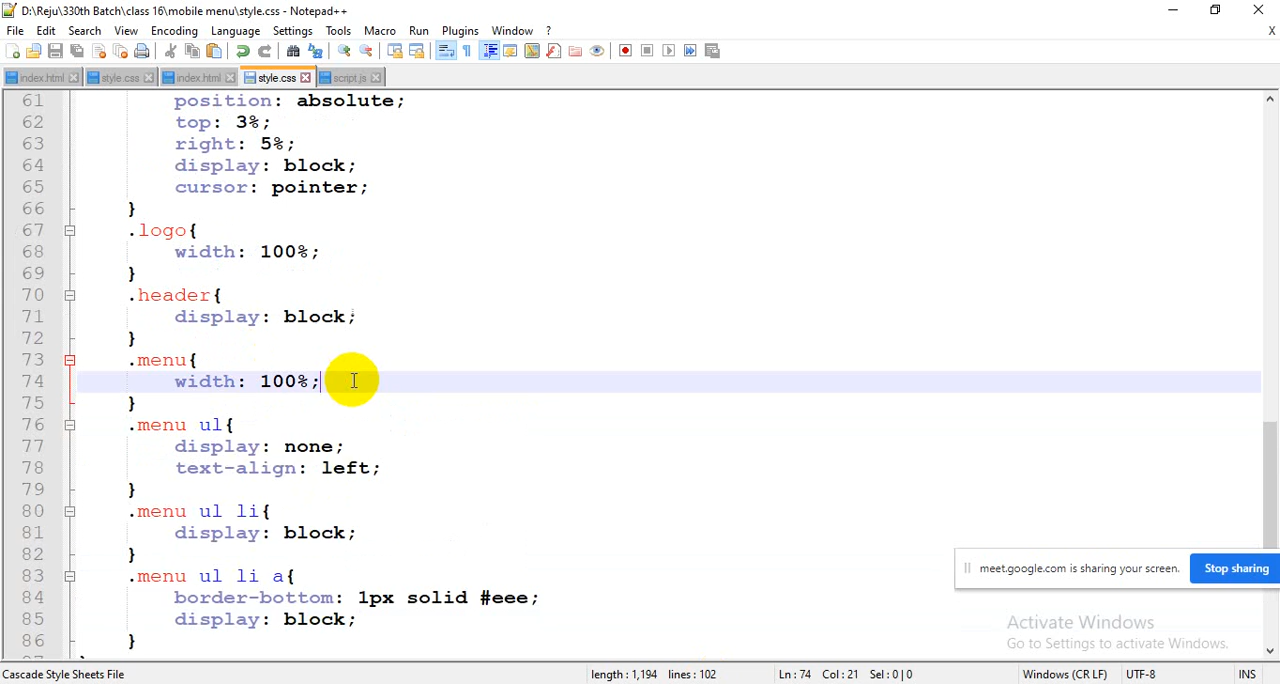 D:\Reju\330th Batch\class 16\mobile menu\style.css - Notepad++
File Edit Search View Encoding Language Settings Tools Macro Run Plugins Window ? X
index.html style.css index.html style.css script.js
61 position: absolute;
62 top: 3%;
63 right: 5%;
64 display: block;
65 cursor: pointer;
66 }
67 .logo{
68 width: 100%;
69 }
70 .header{
71 display: block;
72 }
73 .menu{
74 width: 100%;
75 }
76 .menu ul{
77 display: none;
78 text-align: left;
79 }
80 .menu ul li{
81 display: block;
82 }
83 .menu ul li a{
84 border-bottom: 1px solid #eee;
85 display: block;
86 }
meet.google.com is sharing your screen. Stop sharing
Activate Windows
Go to Settings to activate Windows.
Cascade Style Sheets File length : 1,194 lines : 102 Ln : 74 Col : 21 Sel : 0 | 0 Windows (CR LF) UTF-8 INS